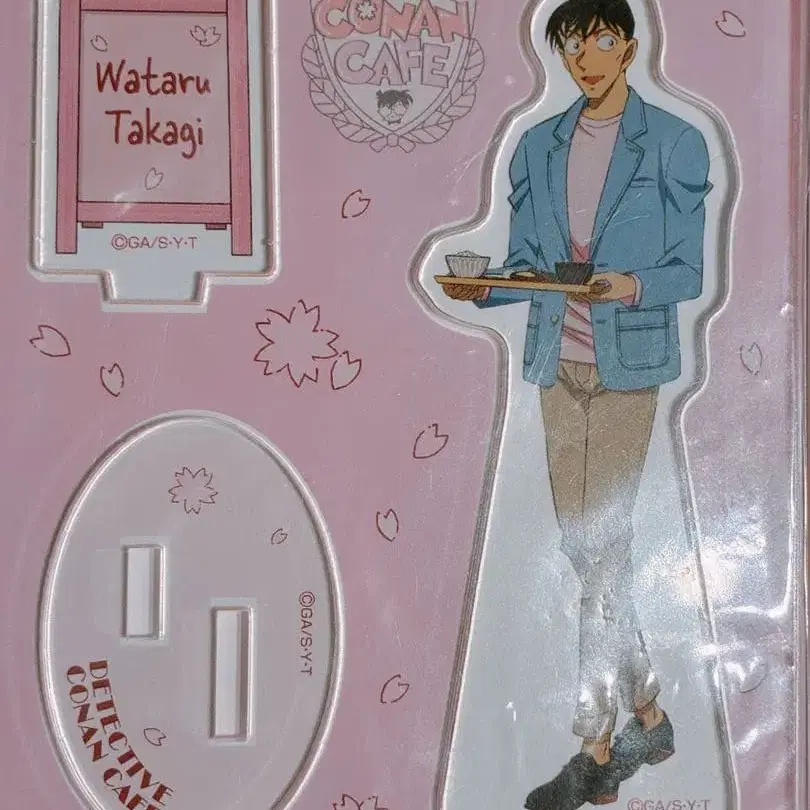 CONAN
CAFE
Wataru
Takagi
©GA/S·Y·T
©GA/S·Y·T
DETECTIVE
CONAN CAFE
©GA/S·Y·T